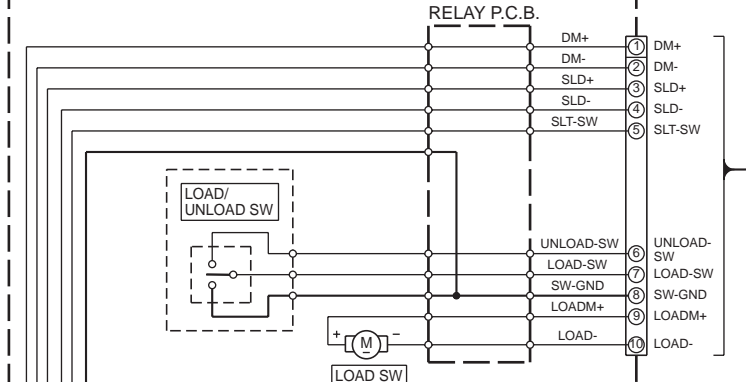 RELAY P.C.B.
DM+
1
DM+
DM-
2
DM-
SLD+
3
SLD+
SLD-
4
SLD-
SLT-SW
5
SLT-SW
LOAD/
UNLOAD SW
UNLOAD-SW
6
UNLOAD-
SW
LOAD-SW
7
LOAD-SW
SW-GND
8
SW-GND
LOADM+
9
LOADM+
+
M
–
LOAD-
10
LOAD-
LOAD SW